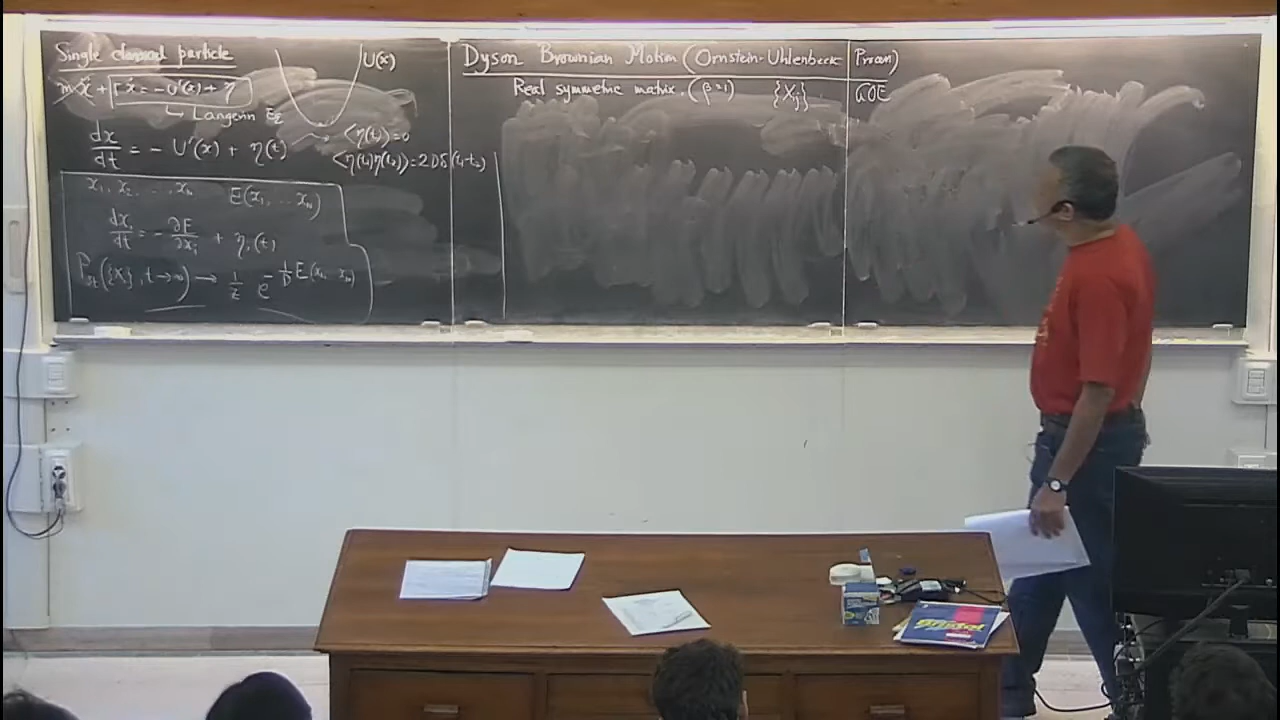 Single damped particle
U(x)
mẍ + Γẋ = -U'(x) + η
↳ Langevin Eq
dx/dt = - U'(x) + η(t)
→ <η(t)> = 0
<η(t₁)η(t₂)> = 2Dδ(t₁-t₂)
x₁, x₂ ... xₙ E(x₁, ... xₙ)
dxᵢ/dt = - ∂E/∂xᵢ + ηᵢ(t)
Pst({x}, t→∞) → 1/Z e^{-1/D E(x₁, ... xₙ)}
Dyson Brownian Motion (Ornstein-Uhlenbeck Process)
Real symmetric matrix. (β=1) {Xij} GOE